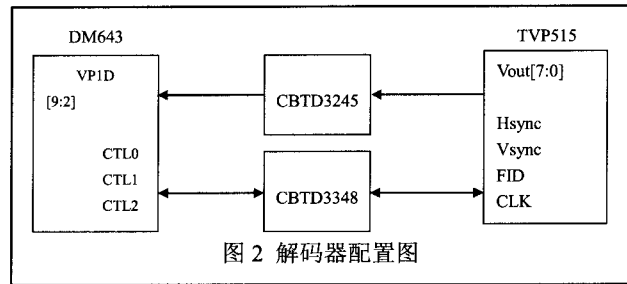 DM643
TVP515
VP1D
[9:2]
CTL0
CTL1
CTL2
CBTD3245
CBTD3348
Vout[7:0]
Hsync
Vsync
FID
CLK
图 2 解码器配置图